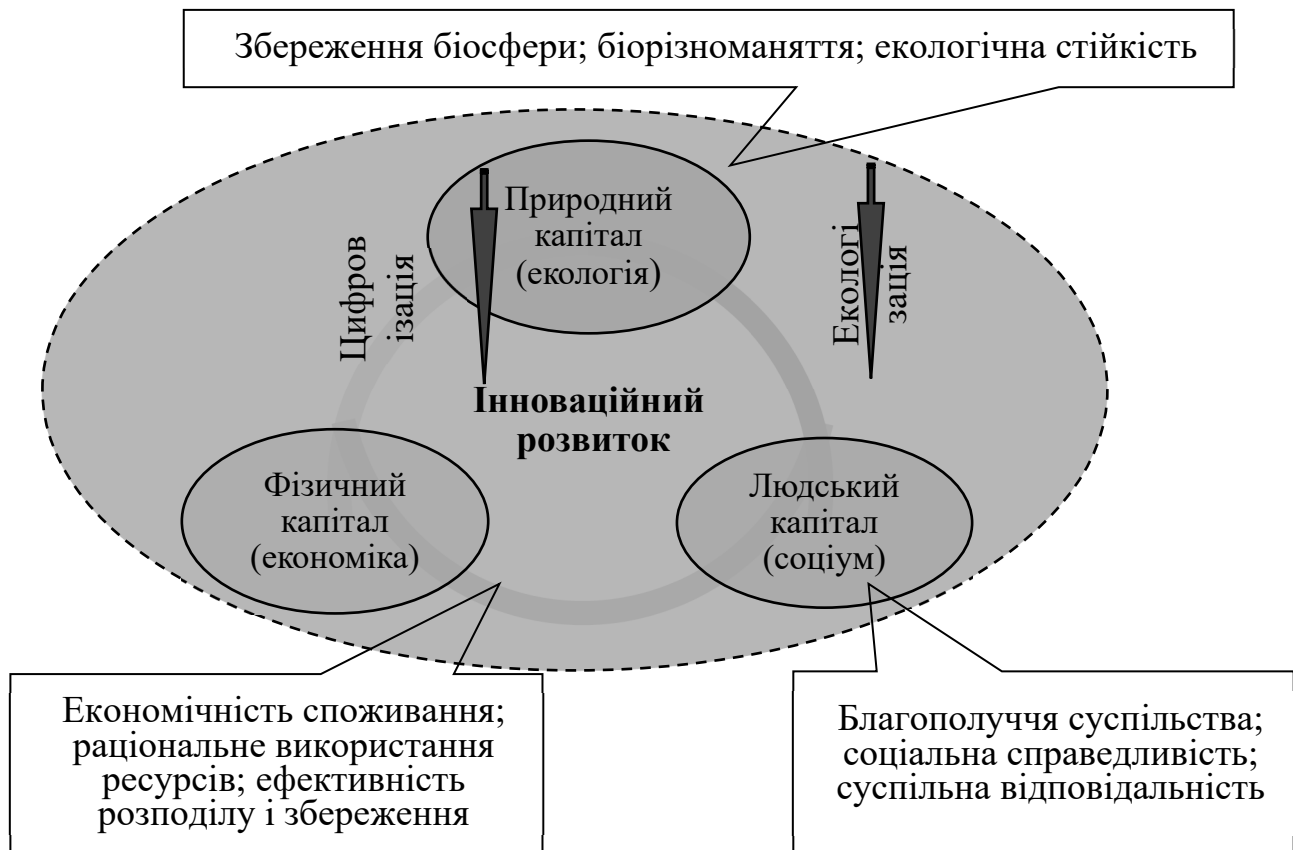 Збереження біосфери; біорізноманяття; екологічна стійкість
Природний
капітал
(екологія)
Цифров
ізація
Екологі
зація
Інноваційний
розвиток
Фізичний
капітал
(економіка)
Людський
капітал
(соціум)
Економічність споживання;
раціональне використання
ресурсів; ефективність
розподілу і збереження
Благополуччя суспільства;
соціальна справедливість;
суспільна відповідальність